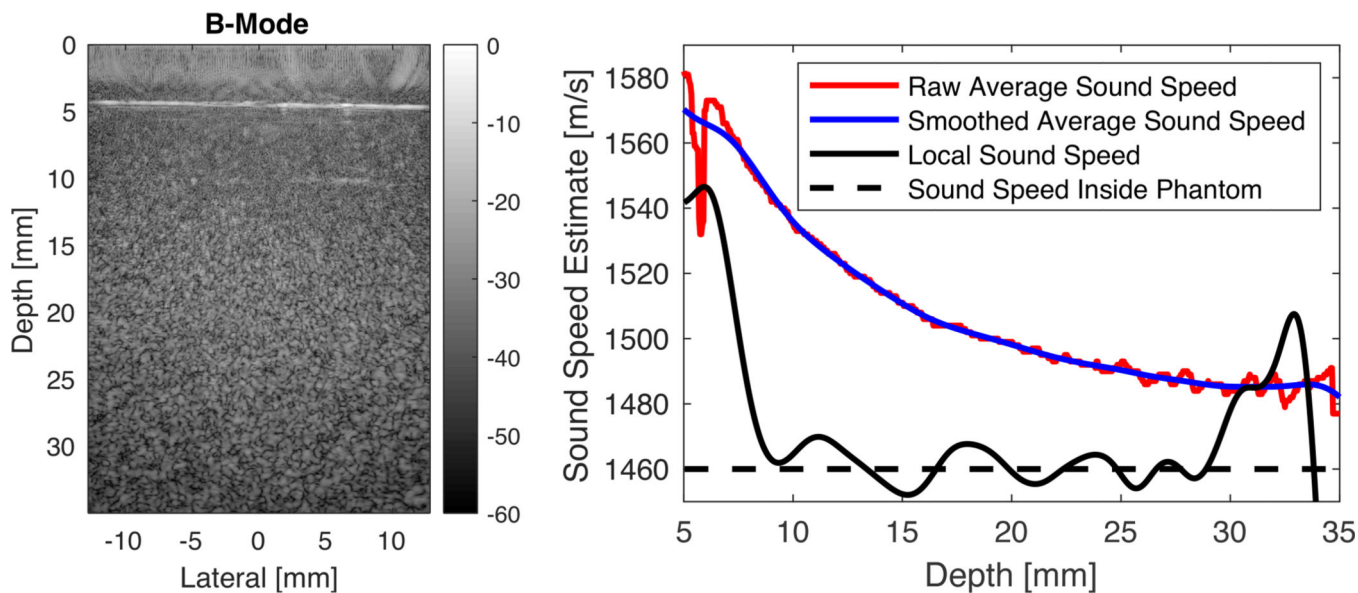 B-Mode
0
5
10
15
20
25
30
Depth [mm]
-10 -5 0 5 10
Lateral [mm]
0
-10
-20
-30
-40
-50
-60
Sound Speed Estimate [m/s]
1580
1560
1540
1520
1500
1480
1460
Raw Average Sound Speed
Smoothed Average Sound Speed
Local Sound Speed
Sound Speed Inside Phantom
5 10 15 20 25 30 35
Depth [mm]